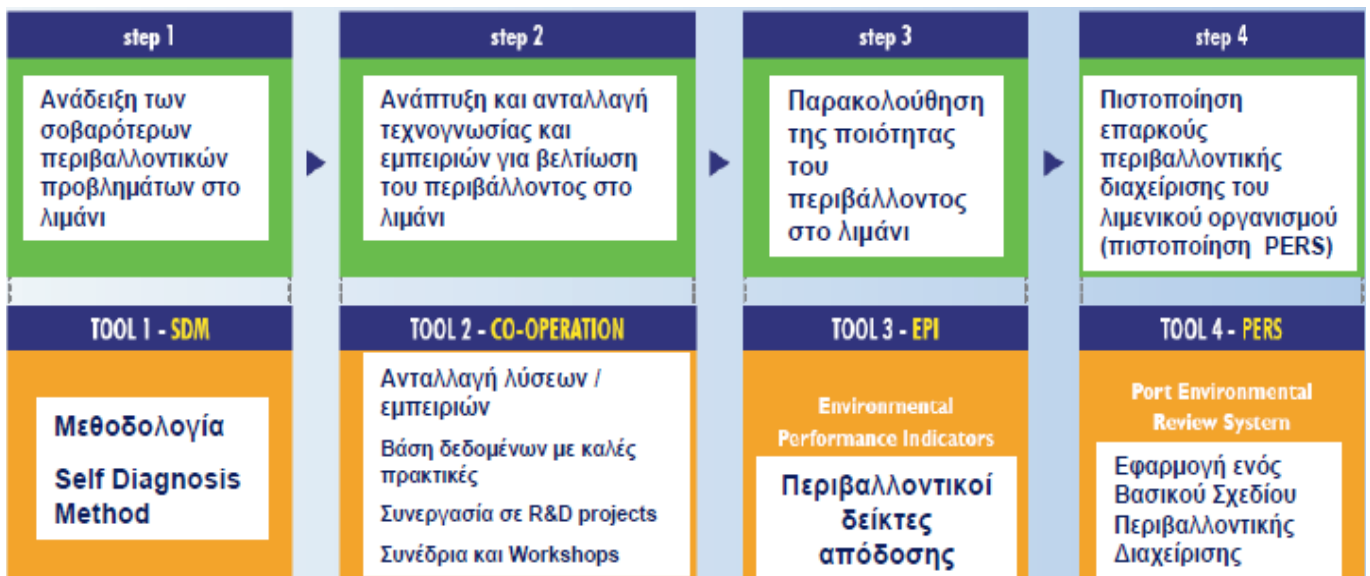 step 1
Ανάδειξη των
σοβαρότερων
περιβαλλοντικών
προβλημάτων στο
λιμάνι
step 2
Ανάπτυξη και ανταλλαγή
τεχνογνωσίας και
εμπειριών για βελτίωση
του περιβάλλοντος στο
λιμάνι
step 3
Παρακολούθηση
της ποιότητας
του
περιβάλλοντος
στο λιμάνι
step 4
Πιστοποίηση
επαρκούς
περιβαλλοντικής
διαχείρισης του
λιμενικού οργανισμού
(πιστοποίηση PERS)
TOOL 1 - SDM
Μεθοδολογία
Self Diagnosis
Method
TOOL 2 - CO-OPERATION
Ανταλλαγή λύσεων /
εμπειριών
Βάση δεδομένων με καλές
πρακτικές
Συνεργασία σε R&D projects
Συνέδρια και Workshops
TOOL 3 - EPI
Environmental
Performance Indicators
Περιβαλλοντικοί
δείκτες
απόδοσης
TOOL 4 - PERS
Port Environmental
Review System
Εφαρμογή ενός
Βασικού Σχεδίου
Περιβαλλοντικής
Διαχείρισης